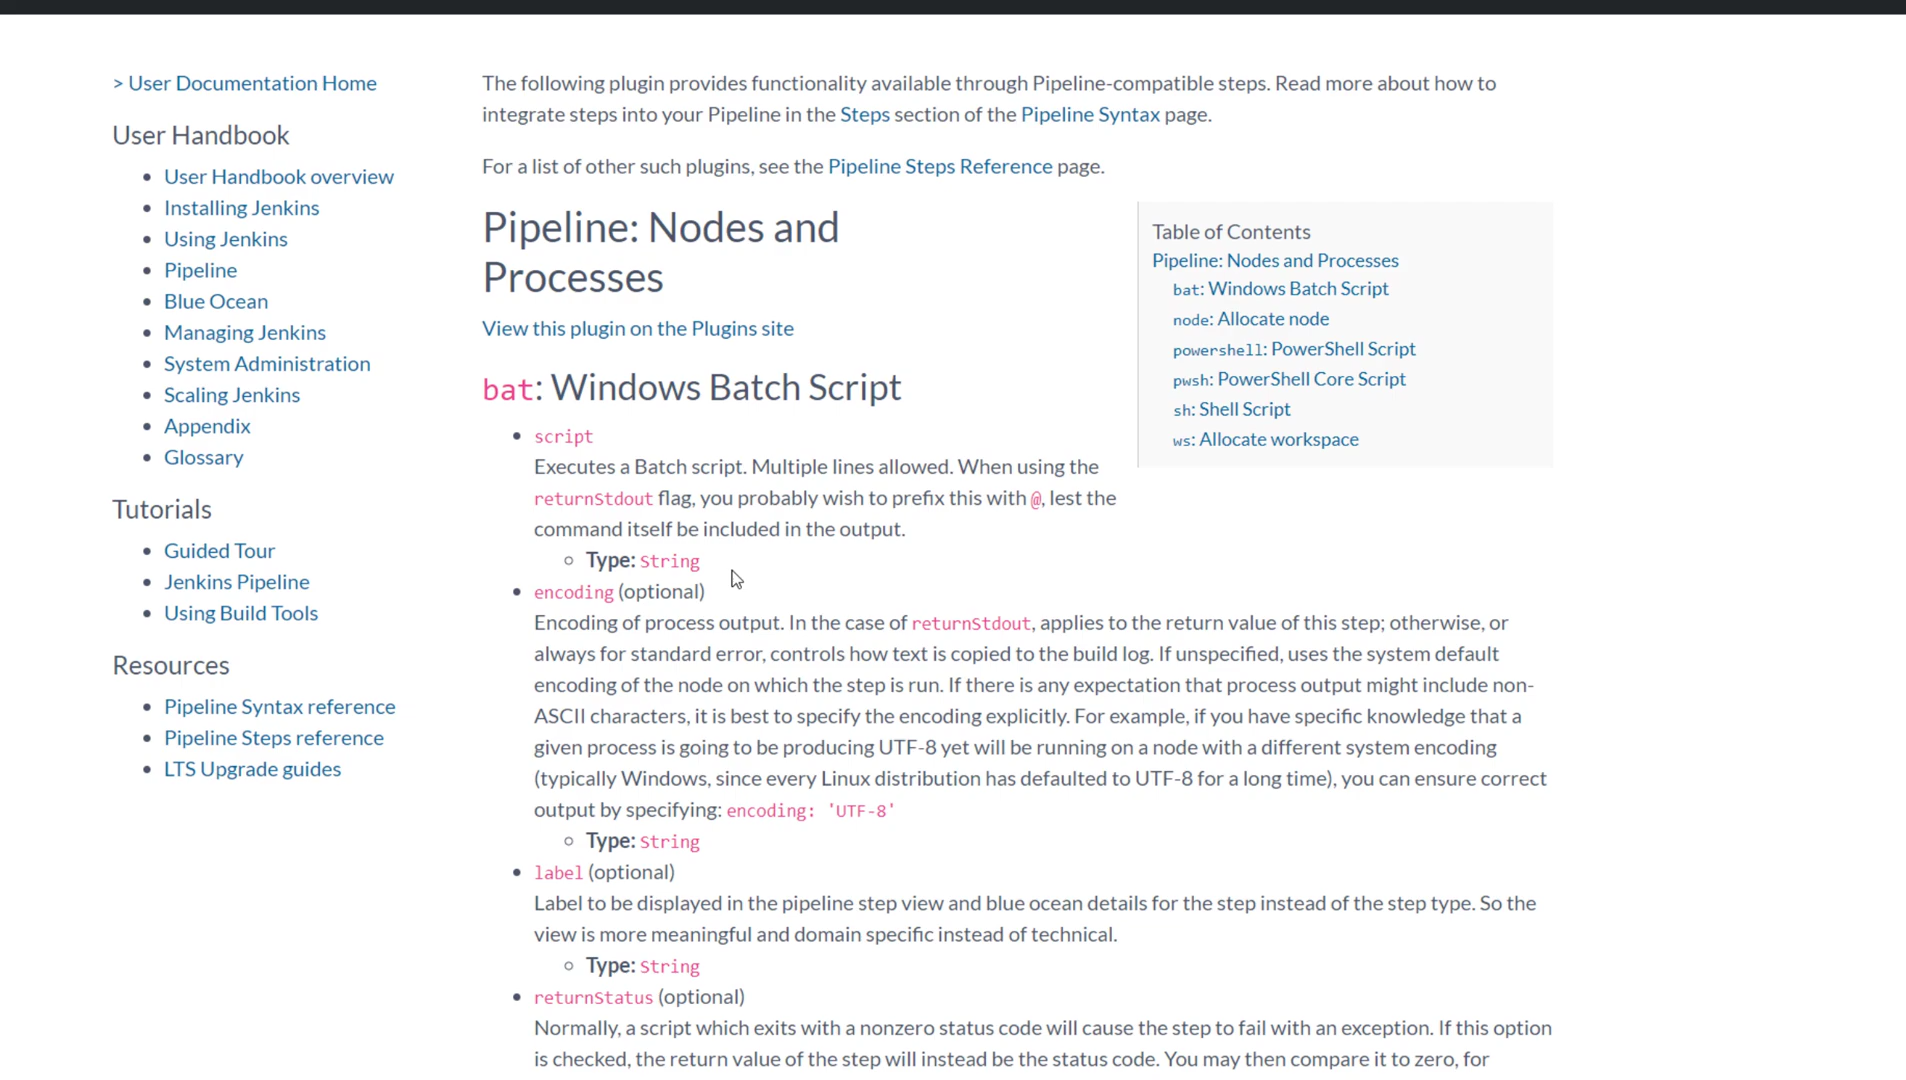 > User Documentation Home
User Handbook
• User Handbook overview
• Installing Jenkins
• Using Jenkins
• Pipeline
• Blue Ocean
• Managing Jenkins
• System Administration
• Scaling Jenkins
• Appendix
• Glossary
Tutorials
• Guided Tour
• Jenkins Pipeline
• Using Build Tools
Resources
• Pipeline Syntax reference
• Pipeline Steps reference
• LTS Upgrade guides
The following plugin provides functionality available through Pipeline-compatible steps. Read more about how to
integrate steps into your Pipeline in the Steps section of the Pipeline Syntax page.
For a list of other such plugins, see the Pipeline Steps Reference page.
Pipeline: Nodes and
Processes
View this plugin on the Plugins site
Table of Contents
Pipeline: Nodes and Processes
bat: Windows Batch Script
node: Allocate node
powershell: PowerShell Script
pwsh: PowerShell Core Script
sh: Shell Script
ws: Allocate workspace
bat: Windows Batch Script
• script
Executes a Batch script. Multiple lines allowed. When using the
returnStdout flag, you probably wish to prefix this with @, lest the
command itself be included in the output.
◦ Type: String
• encoding (optional)
Encoding of process output. In the case of returnStdout, applies to the return value of this step; otherwise, or
always for standard error, controls how text is copied to the build log. If unspecified, uses the system default
encoding of the node on which the step is run. If there is any expectation that process output might include non-
ASCII characters, it is best to specify the encoding explicitly. For example, if you have specific knowledge that a
given process is going to be producing UTF-8 yet will be running on a node with a different system encoding
(typically Windows, since every Linux distribution has defaulted to UTF-8 for a long time), you can ensure correct
output by specifying: encoding: 'UTF-8'
◦ Type: String
• label (optional)
Label to be displayed in the pipeline step view and blue ocean details for the step instead of the step type. So the
view is more meaningful and domain specific instead of technical.
◦ Type: String
• returnStatus (optional)
Normally, a script which exits with a nonzero status code will cause the step to fail with an exception. If this option
is checked, the return value of the step will instead be the status code. You may then compare it to zero, for